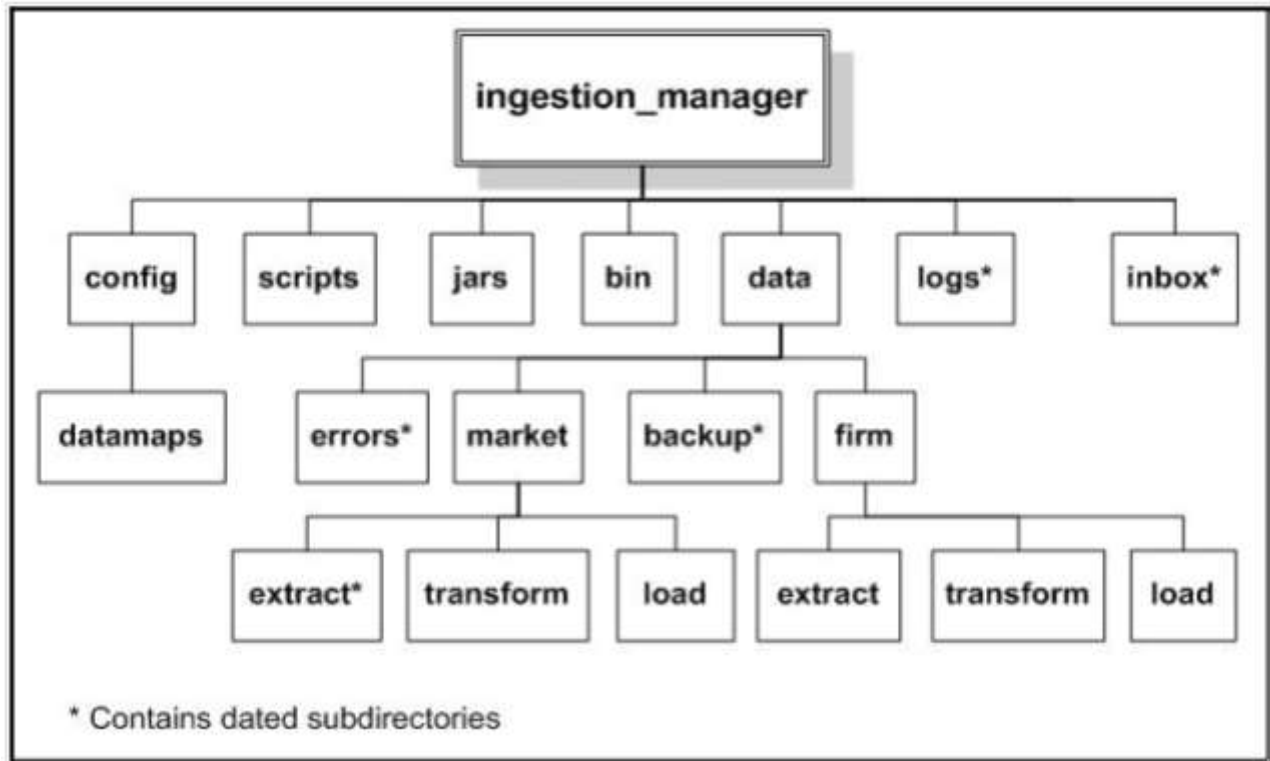 ingestion_manager
config scripts jars bin data logs* inbox*
datamaps errors* market backup* firm
extract* transform load extract transform load
* Contains dated subdirectories